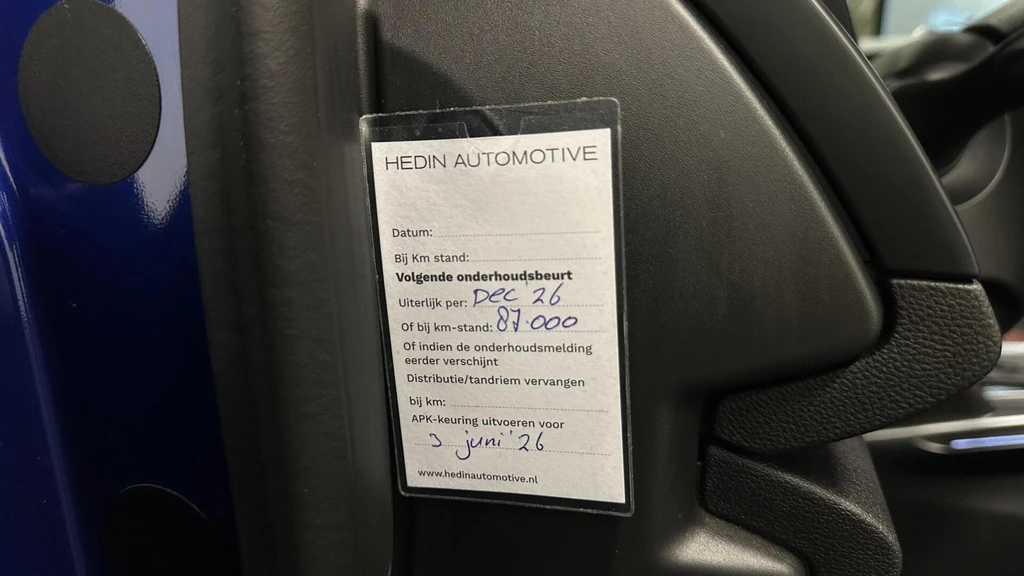 HEDIN AUTOMOTIVE
Datum:
Bij Km stand:
Volgende onderhoudsbeurt
Uiterlijk per: Dec 26
Of bij km-stand: 87.000
Of indien de onderhoudsmelding
eerder verschijnt
Distributie/tandriem vervangen
bij km:
APK-keuring uitvoeren voor
3 juni '26
www.hedinautomotive.nl